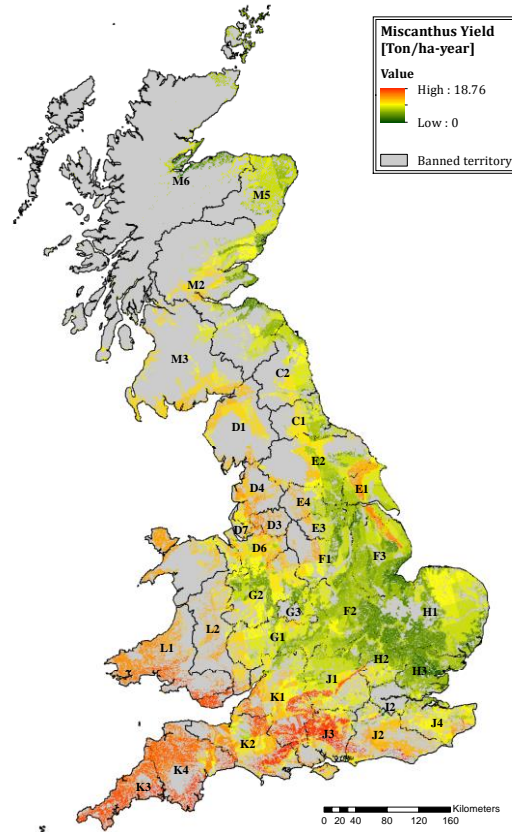 Miscanthus Yield
[Ton/ha-year]
Value
High : 18.76
Low : 0
Banned territory
M6
M5
M2
M3
C2
D1
C1
E2
D4
E4
E1
D7
D3
E3
D6
F1
F3
G2
G3
F2
H1
L1
L2
G1
H2
H3
J1
K1
I2
J4
K2
J3
J2
K4
K3
Kilometers
0 20 40 80 120 160